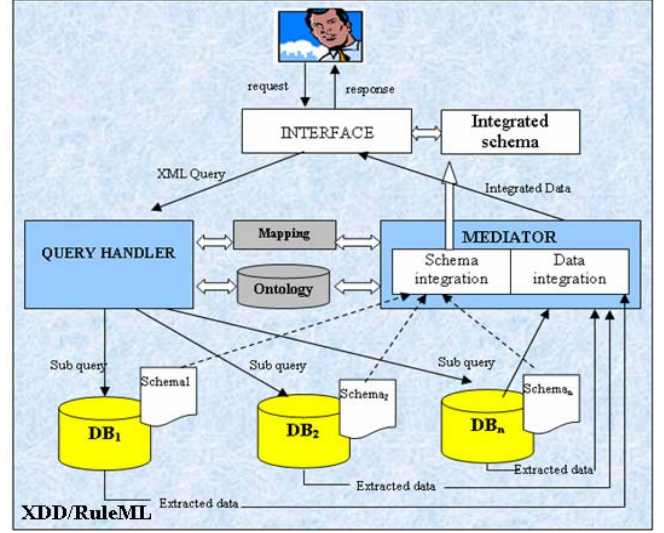 request
response
INTERFACE
Integrated
schema
XML Query
Integrated Data
QUERY HANDLER
Mapping
Ontology
MEDIATOR
Schema
integration
Data
integration
Sub query
Sub query
Sub query
Schema1
Schema₂
Schemaₙ
DB₁
DB₂
DBₙ
Extracted data
Extracted data
Extracted data
XDD/RuleML